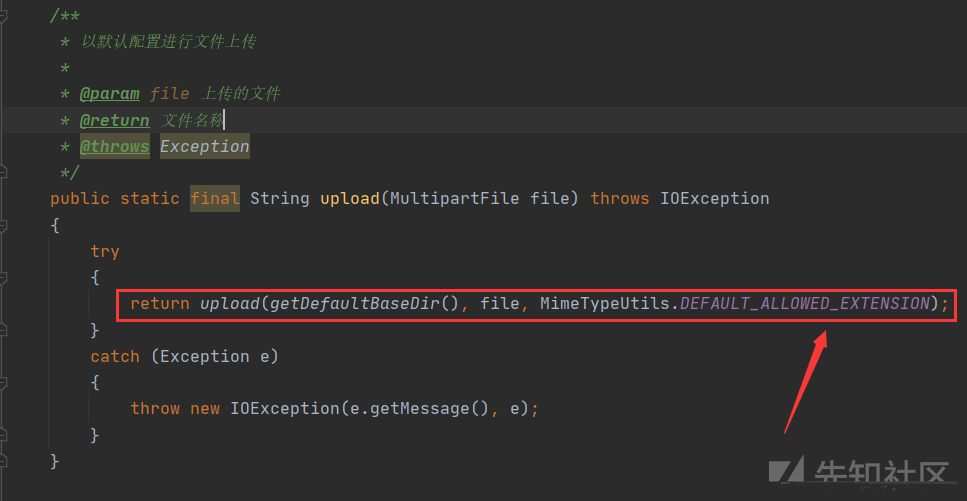 /**
* 以默认配置进行文件上传
*
* @param file 上传的文件
* @return 文件名称
* @throws Exception
*/
public static final String upload(MultipartFile file) throws IOException
{
try
{
return upload(getDefaultBaseDir(), file, MimeTypeUtils.DEFAULT_ALLOWED_EXTENSION);
}
catch (Exception e)
{
throw new IOException(e.getMessage(), e);
}
}
先知社区